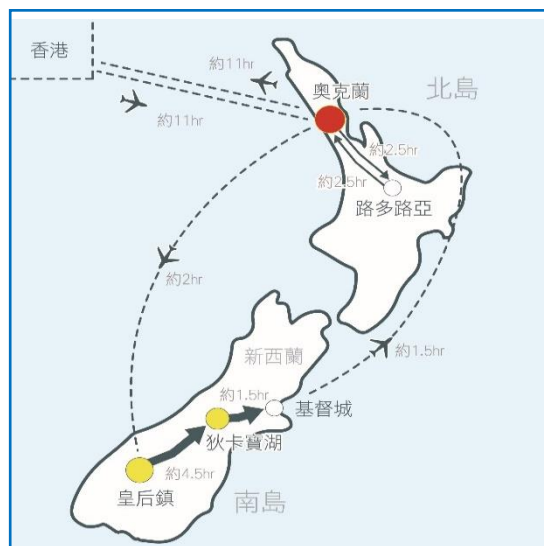 香港
約11hr
約11hr
奧克蘭
北島
約2.5hr
約2.5hr
路多路亞
約2hr
新西蘭
約1.5hr
約1.5hr
基督城
狄卡寶湖
約4.5hr
皇后鎮
南島